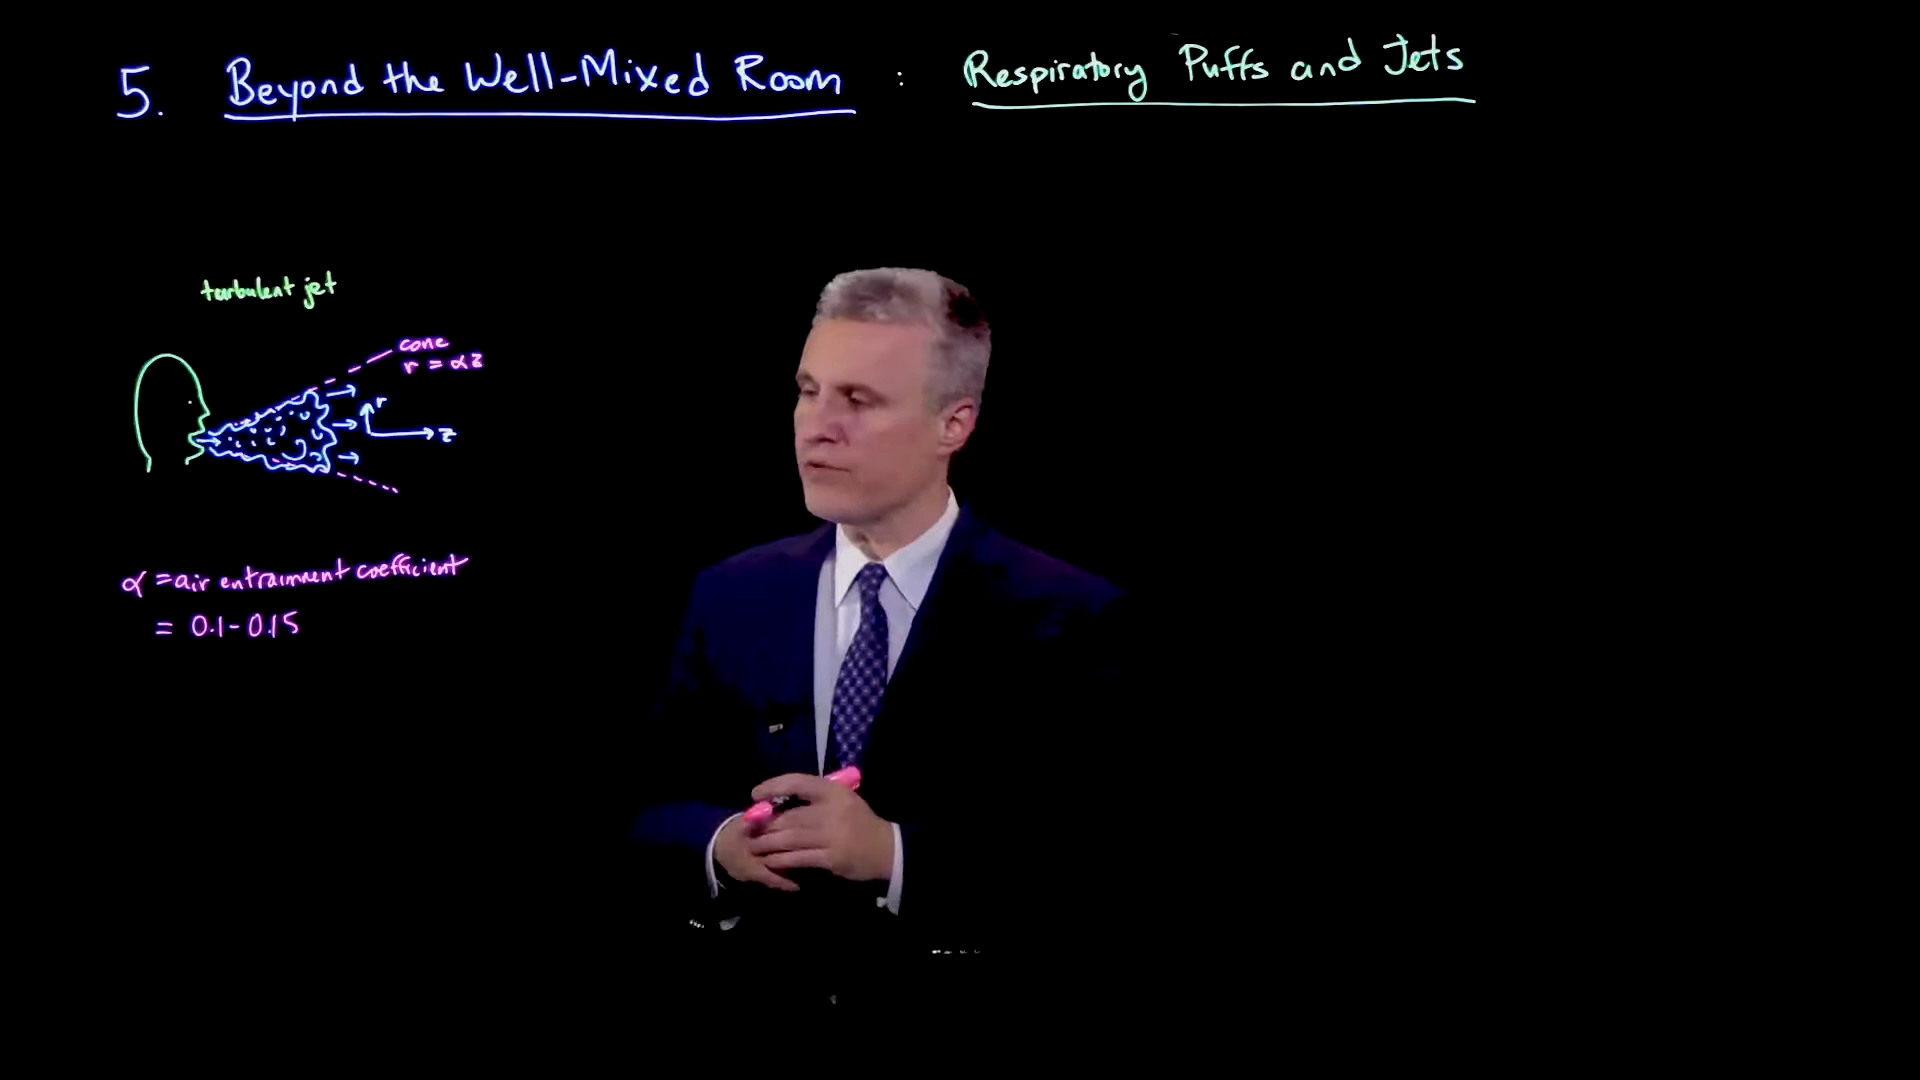 5. Beyond the Well-Mixed Room : Respiratory Puffs and Jets
turbulent jet
cone
r = αz
r
z
α = air entrainment coefficient
= 0.1-0.15